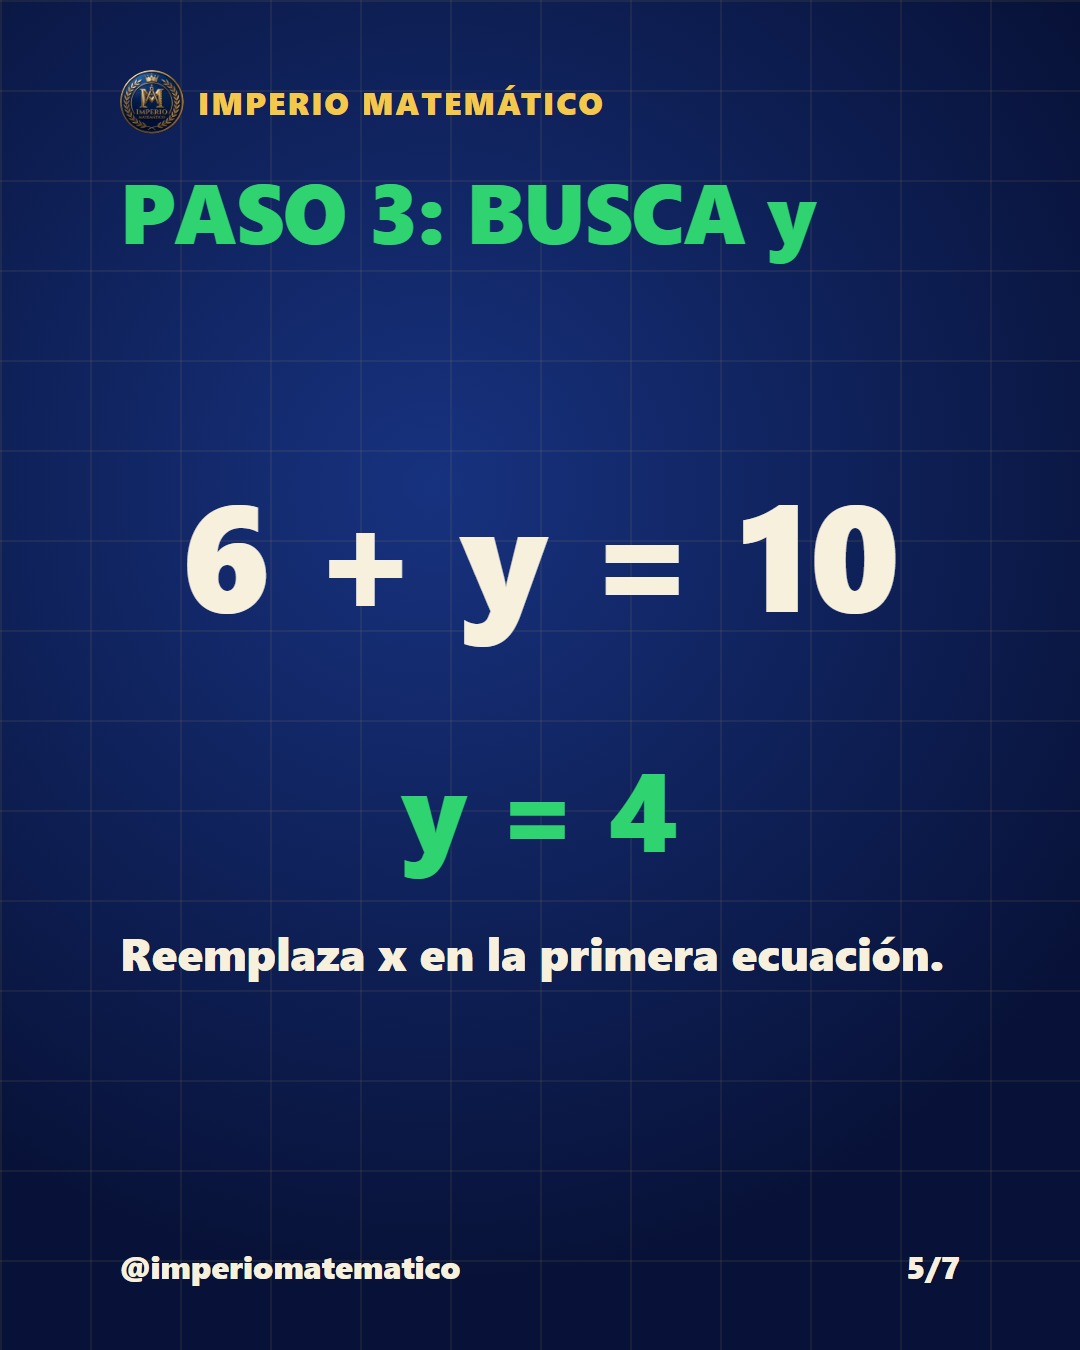 IMPERIO MATEMÁTICO
PASO 3: BUSCA y
6 + y = 10
y = 4
Reemplaza x en la primera ecuación.
@imperiomatematico
5/7